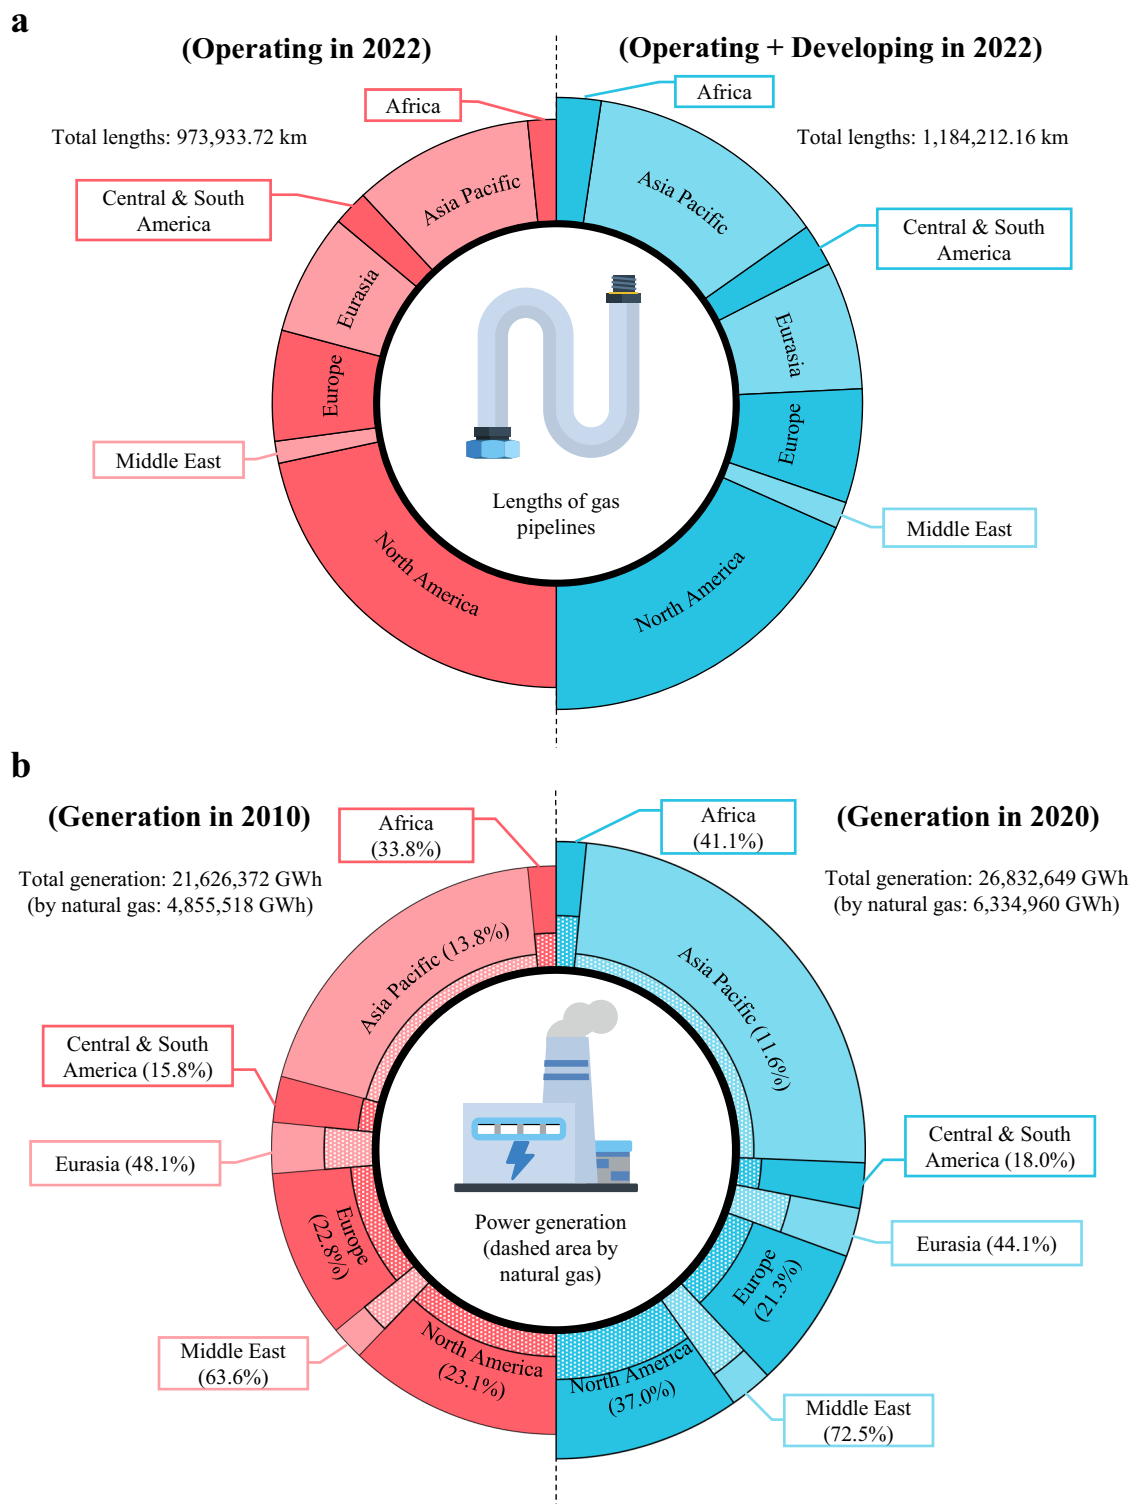 a
(Operating in 2022)
(Operating + Developing in 2022)
Africa
Africa
Total lengths: 973,933.72 km
Total lengths: 1,184,212.16 km
Asia Pacific
Asia Pacific
Central & South
America
Central & South
America
Eurasia
Eurasia
Europe
Europe
Middle East
Middle East
Lengths of gas
pipelines
North America
North America
b
(Generation in 2010)
(Generation in 2020)
Africa
(33.8%)
Africa
(41.1%)
Total generation: 21,626,372 GWh
(by natural gas: 4,855,518 GWh)
Total generation: 26,832,649 GWh
(by natural gas: 6,334,960 GWh)
Asia Pacific (13.8%)
Asia Pacific (11.6%)
Central & South
America (15.8%)
Central & South
America (18.0%)
Eurasia (48.1%)
Eurasia (44.1%)
Power generation
(dashed area by
natural gas)
Europe
(22.8%)
Europe
(21.3%)
Middle East
(63.6%)
North America
(23.1%)
North America
(37.0%)
Middle East
(72.5%)